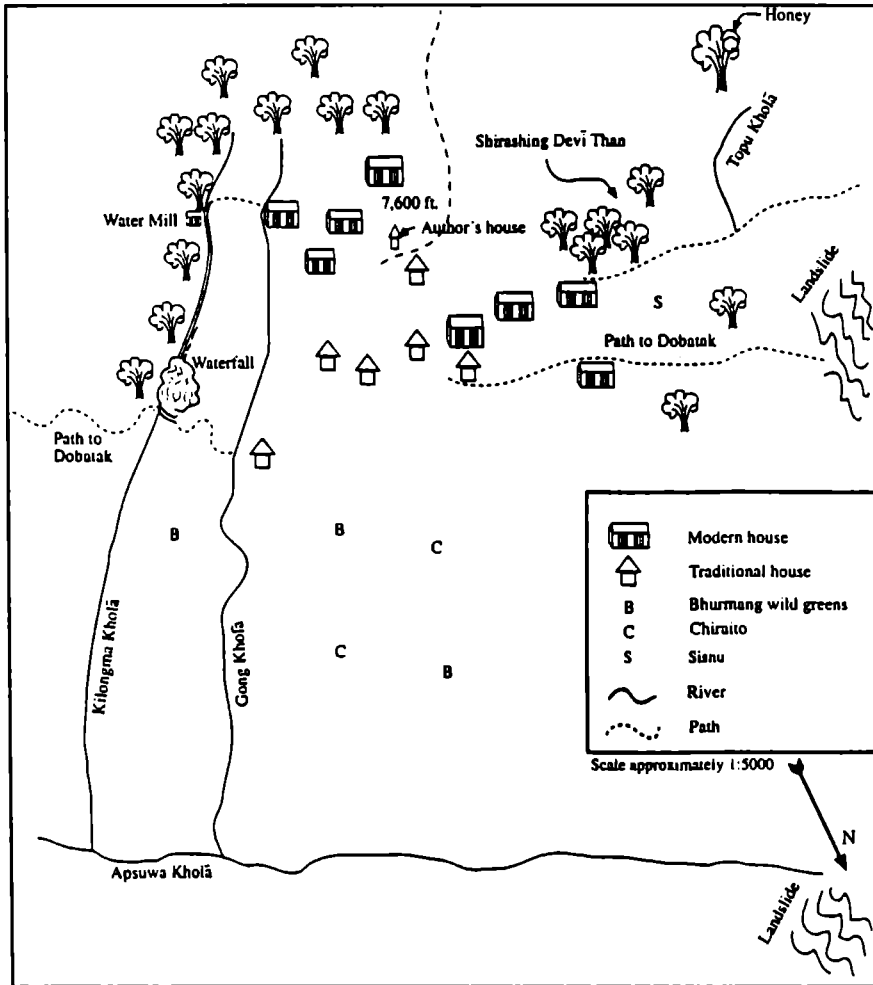 Honey
Topu Kholā
Shirashing Devī Than
7,600 ft.
Author's house
Water Mill
Landslide
S
Path to Dobatak
Waterfall
Path to
Dobatak
B
B
C
C
B
Kilongma Kholā
Gong Kholā
Modern house
Traditional house
B Bhurmang wild greens
C Chiraito
S Sisnu
River
Path
Scale approximately 1:5000
N
Apsuwa Kholā
Landslide